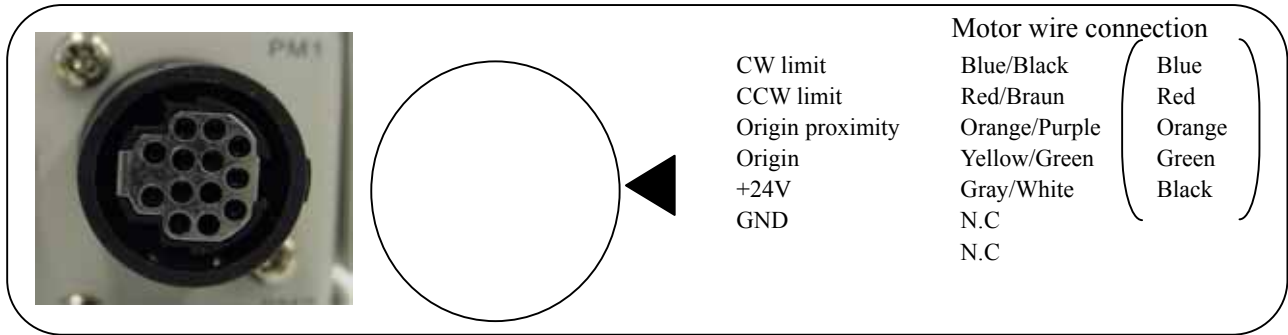 PM1
Motor wire connection
CW limit Blue/Black Blue
CCW limit Red/Braun Red
Origin proximity Orange/Purple Orange
Origin Yellow/Green Green
+24V Gray/White Black
GND N.C
N.C